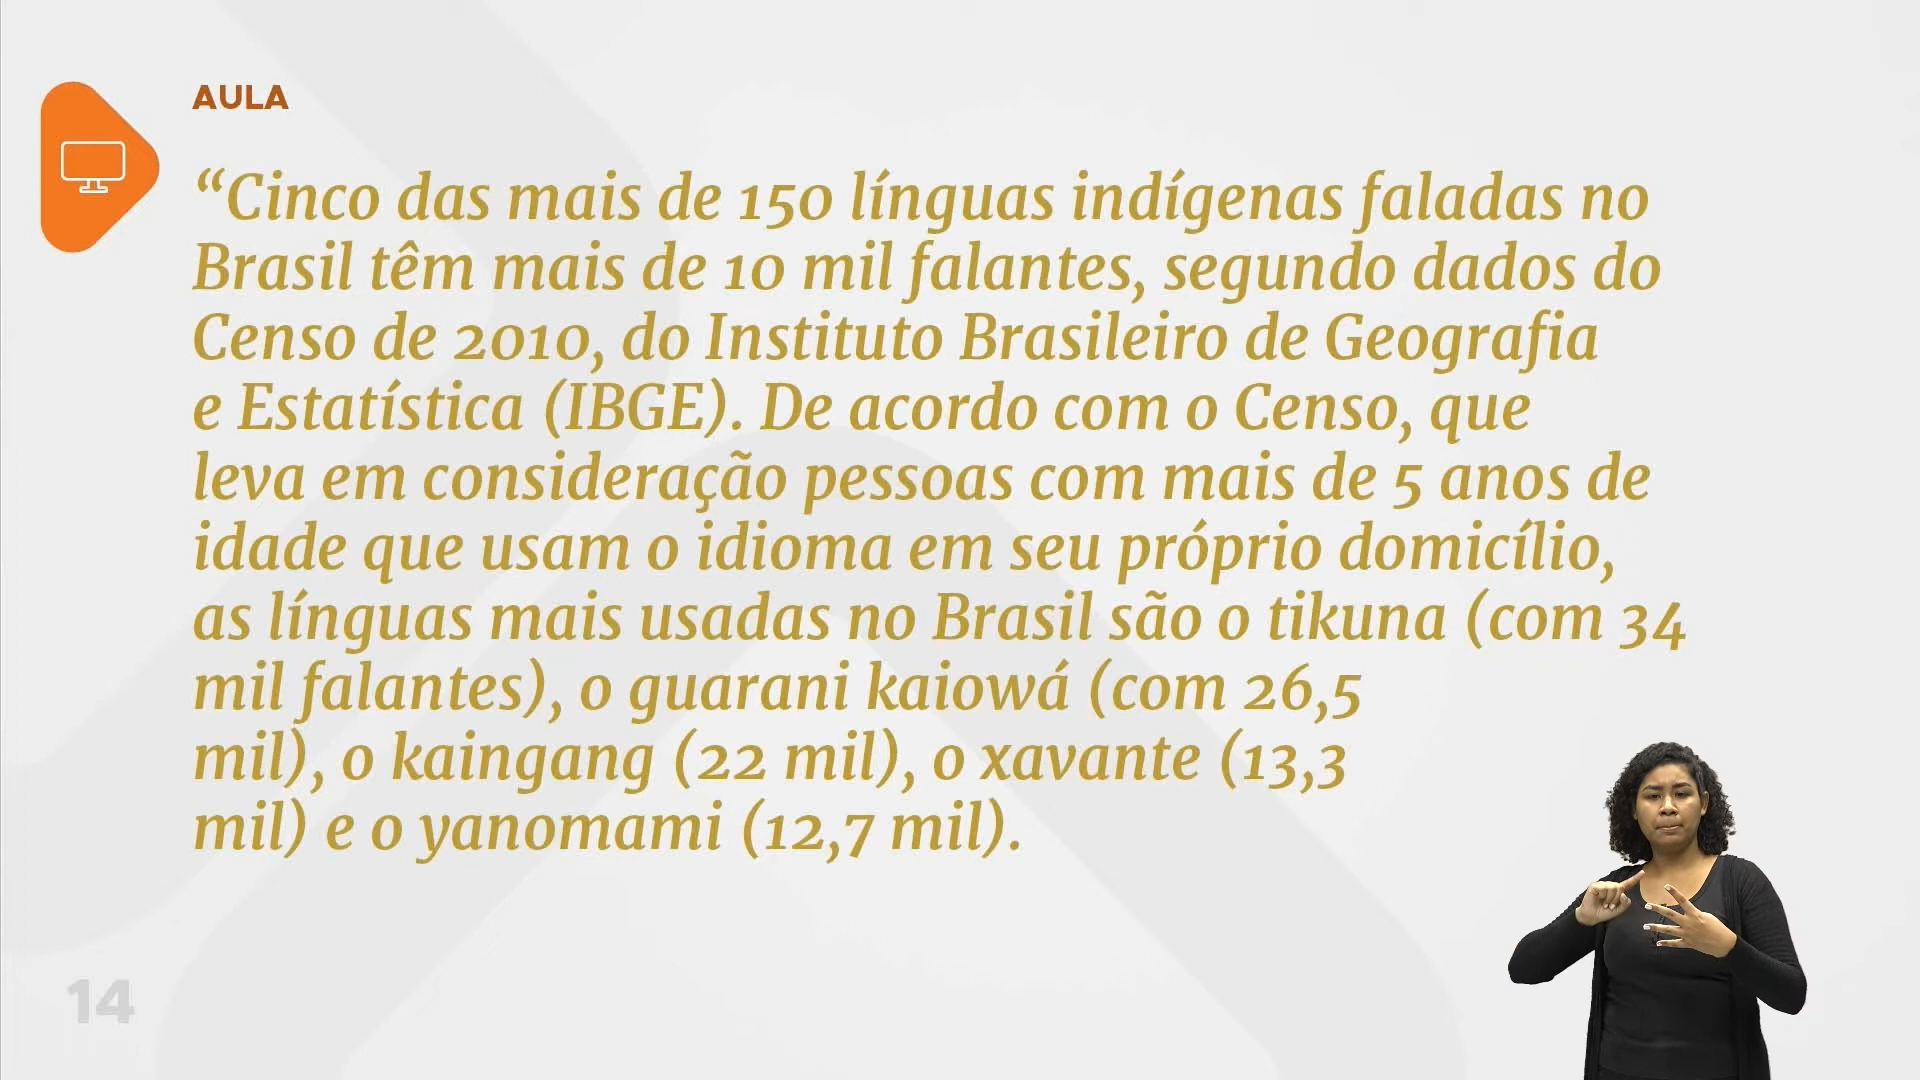 AULA
“Cinco das mais de 150 línguas indígenas faladas no
Brasil têm mais de 10 mil falantes, segundo dados do
Censo de 2010, do Instituto Brasileiro de Geografia
e Estatística (IBGE). De acordo com o Censo, que
leva em consideração pessoas com mais de 5 anos de
idade que usam o idioma em seu próprio domicílio,
as línguas mais usadas no Brasil são o tikuna (com 34
mil falantes), o guarani kaiowá (com 26,5
mil), o kaingang (22 mil), o xavante (13,3
mil) e o yanomami (12,7 mil).
14